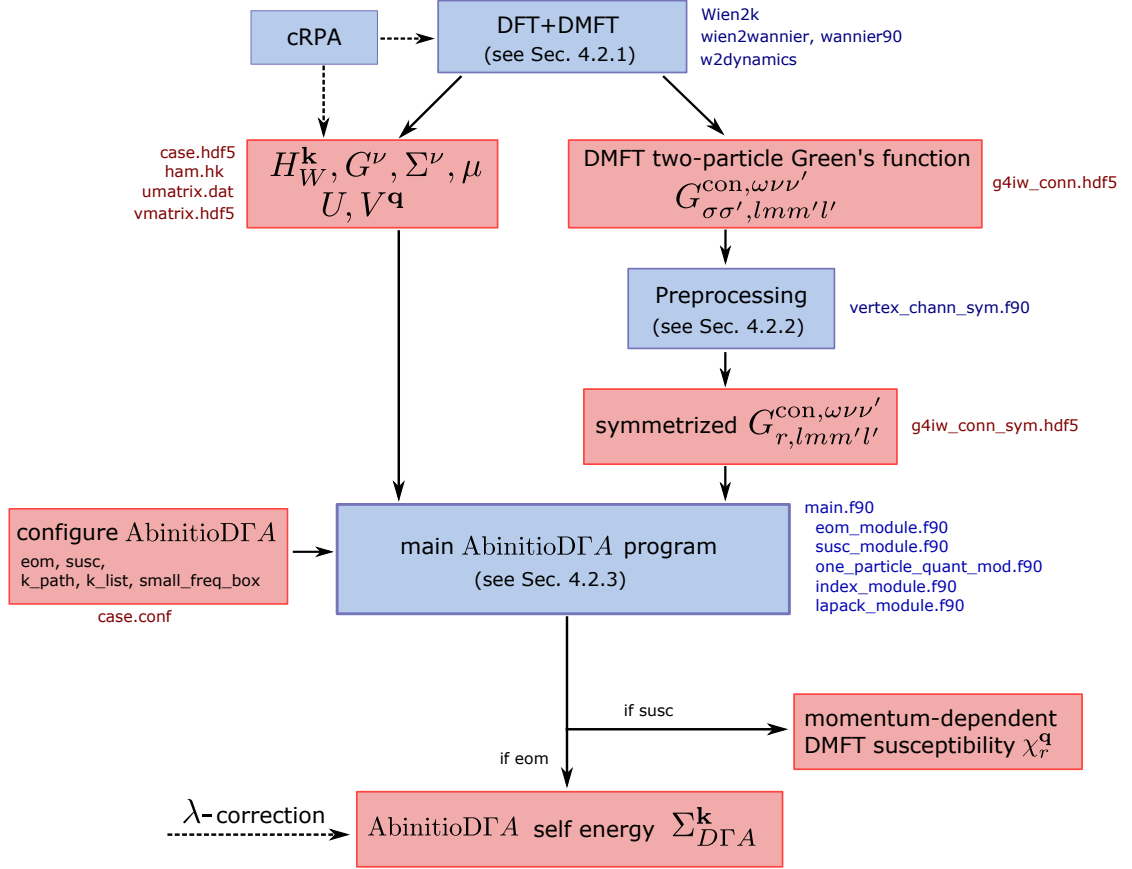 cRPA
DFT+DMFT
(see Sec. 4.2.1)
Wien2k
wien2wannier, wannier90
w2dynamics
case.hdf5
ham.hk
umatrix.dat
vmatrix.hdf5
H_W^k, G^ν, Σ^ν, μ
U, V^q
DMFT two-particle Green's function
G_{σσ',lmm'l'}^{con,ωνν'}
g4iw_conn.hdf5
Preprocessing
(see Sec. 4.2.2)
vertex_chann_sym.f90
symmetrized G_{r,lmm'l'}^{con,ωνν'}
g4iw_conn_sym.hdf5
configure AbinitioDΓA
eom, susc,
k_path, k_list, small_freq_box
case.conf
main AbinitioDΓA program
(see Sec. 4.2.3)
main.f90
eom_module.f90
susc_module.f90
one_particle_quant_mod.f90
index_module.f90
lapack_module.f90
if susc
momentum-dependent
DMFT susceptibility χ_r^q
if eom
λ-correction
AbinitioDΓA self energy Σ_{DΓA}^k